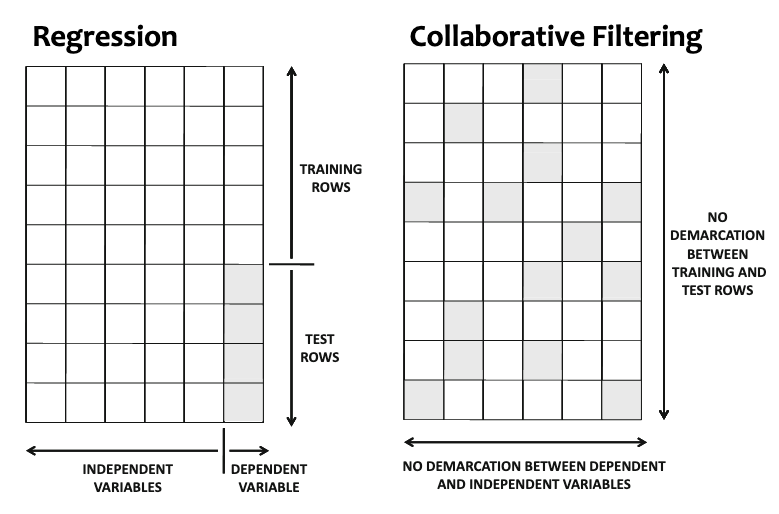 Regression
Collaborative Filtering
TRAINING
ROWS
TEST
ROWS
INDEPENDENT
VARIABLES
DEPENDENT
VARIABLE
NO
DEMARCATION
BETWEEN
TRAINING AND
TEST ROWS
NO DEMARCATION BETWEEN DEPENDENT
AND INDEPENDENT VARIABLES